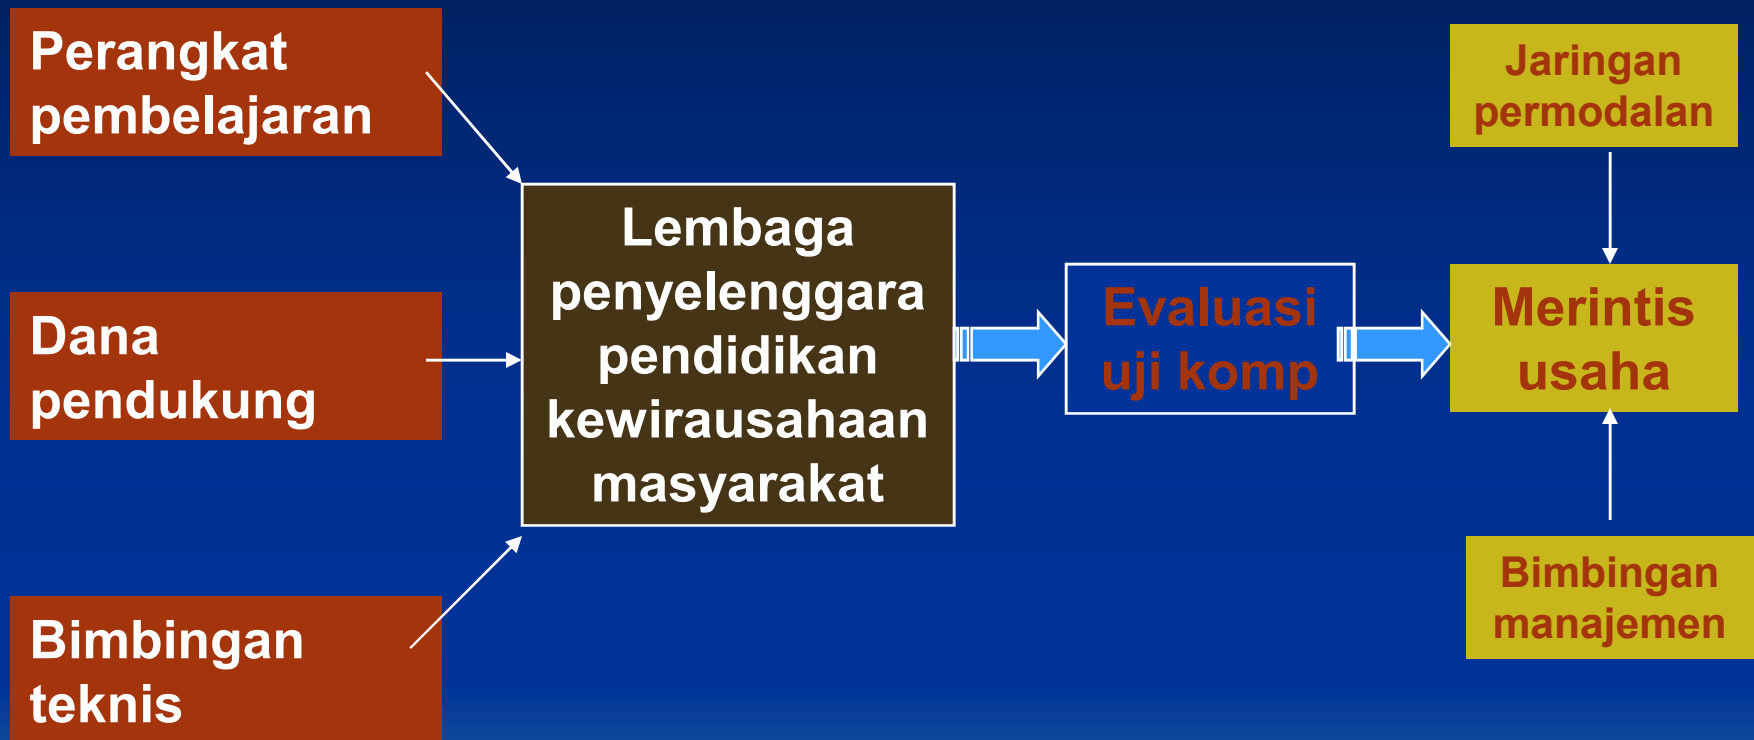 Perangkat
pembelajaran
Dana
pendukung
Bimbingan
teknis
Lembaga
penyelenggara
pendidikan
kewirausahaan
masyarakat
Evaluasi
uji komp
Jaringan
permodalan
Merintis
usaha
Bimbingan
manajemen